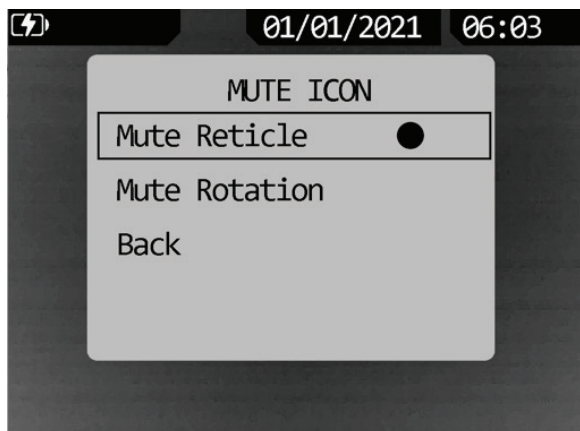 01/01/2021 06:03
MUTE ICON
Mute Reticle
Mute Rotation
Back